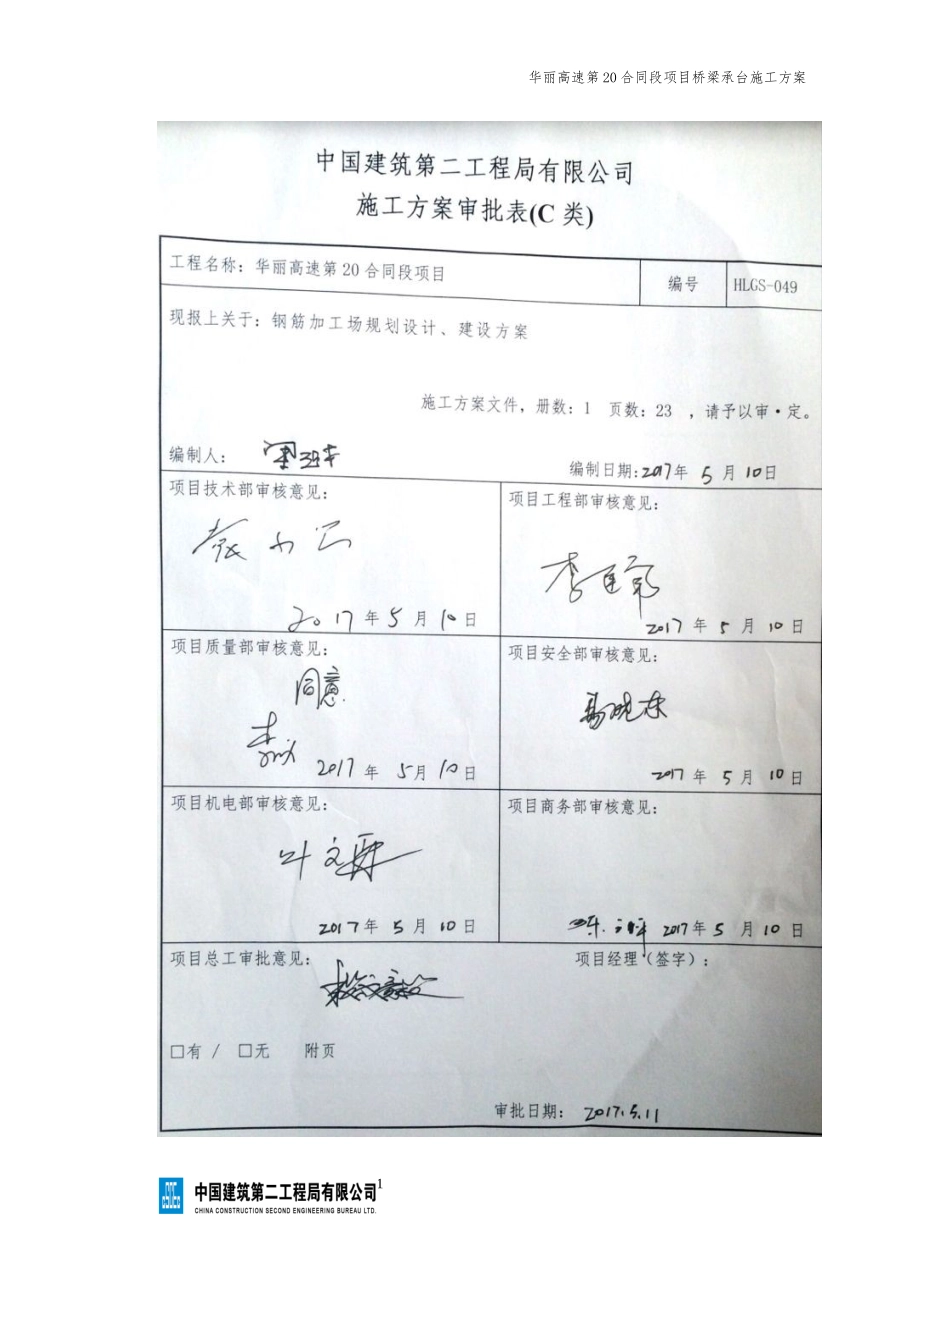 华丽高速第 20 合同段项目桥梁承台施工方案
中国建筑第二工程局有限公司
施工方案审批表(C 类)
工程名称：华丽高速第 20 合同段项目 编号 HLGS-049
现报上关于：钢筋加工场规划设计、建设方案
施工方案文件，册数：1 页数：23 ，请予以审·定。
编制人：
编制日期：2017年 5 月 10日
项目技术部审核意见： 项目工程部审核意见：
2017 年 5 月 10 日 2017 年 5 月 10 日
项目质量部审核意见： 项目安全部审核意见：
同意
2017 年 5月 10 日 2017 年 5 月 10 日
项目机电部审核意见： 项目商务部审核意见：
2017 年 5 月 10 日 2017 年 5 月 10 日
项目总工审批意见： 项目经理（签字）：
□有 / □无 附页
审批日期： 2017.5.11
中国建筑第二工程局有限公司1
CHINA CONSTRUCTION SECOND ENGINEERING BUREAU LTD.